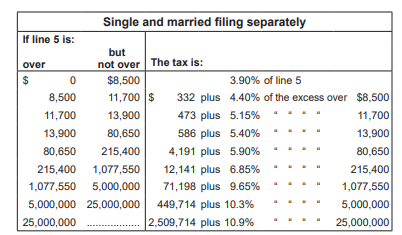 Single and married filing separately
If line 5 is:
but
over not over The tax is:
$ 0 $8,500 3.90% of line 5
8,500 11,700 $ 332 plus 4.40% of the excess over $8,500
11,700 13,900 473 plus 5.15% " " " " 11,700
13,900 80,650 586 plus 5.40% " " " " 13,900
80,650 215,400 4,191 plus 5.90% " " " " 80,650
215,400 1,077,550 12,141 plus 6.85% " " " " 215,400
1,077,550 5,000,000 71,198 plus 9.65% " " " " 1,077,550
5,000,000 25,000,000 449,714 plus 10.3% " " " " 5,000,000
25,000,000 .................. 2,509,714 plus 10.9% " " " " 25,000,000